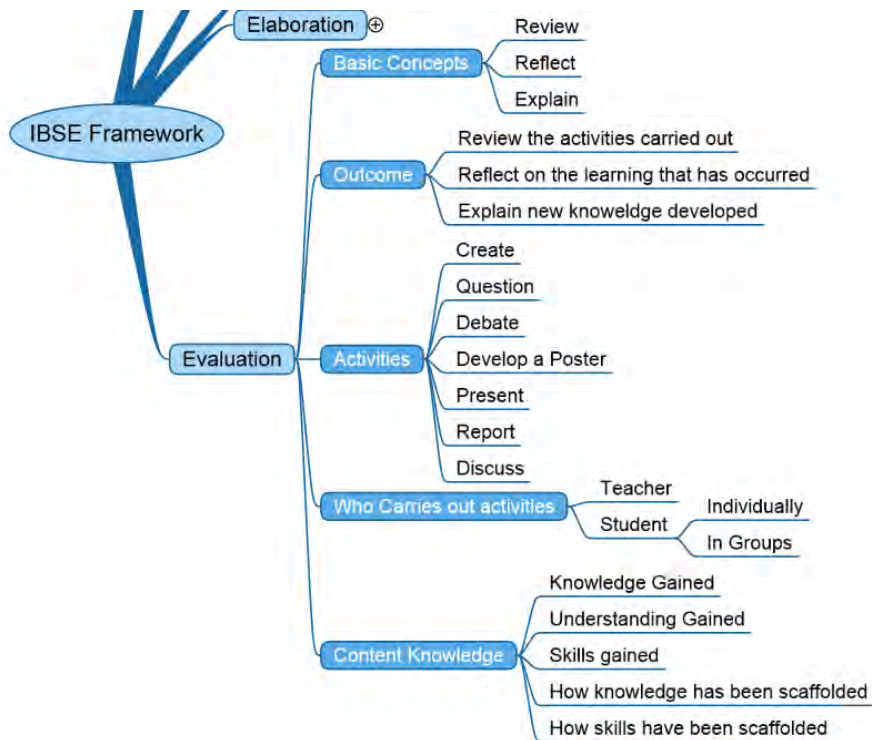 Elaboration
IBSE Framework
Evaluation
Basic Concepts
Review
Reflect
Explain
Outcome
Review the activities carried out
Reflect on the learning that has occurred
Explain new knoweldge developed
Activities
Create
Question
Debate
Develop a Poster
Present
Report
Discuss
Who Carries out activities
Teacher
Student
Individually
In Groups
Content Knowledge
Knowledge Gained
Understanding Gained
Skills gained
How knowledge has been scaffolded
How skills have been scaffolded